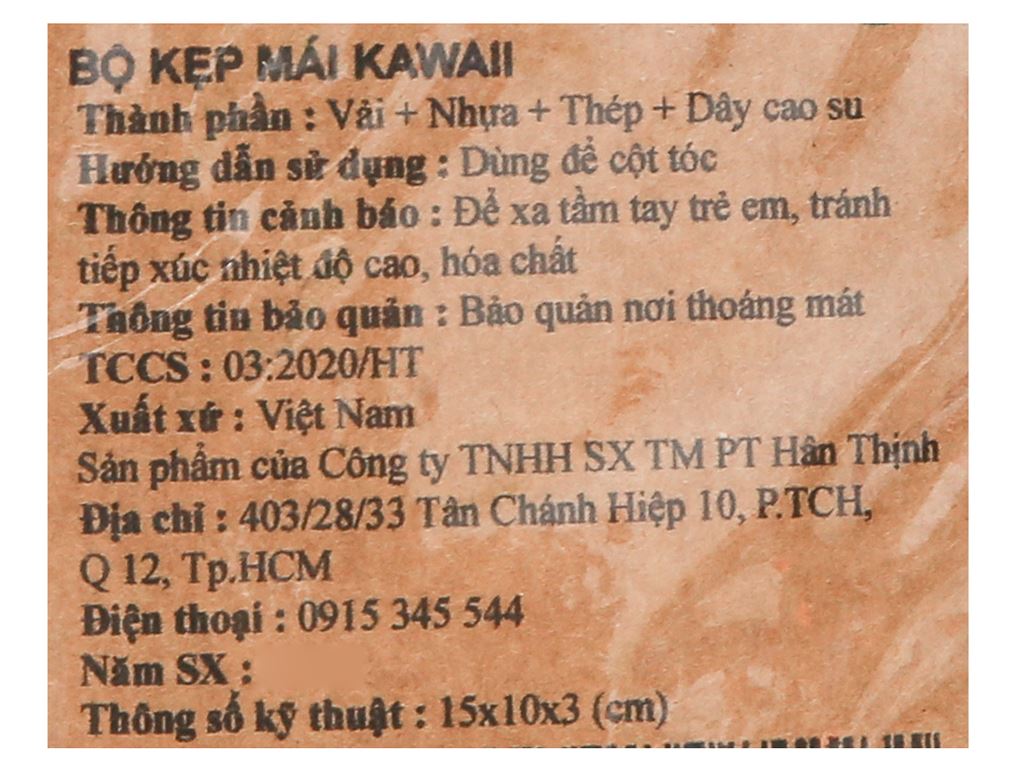 BỘ KẸP MÁI KAWAII
Thành phần : Vải + Nhựa + Thép + Dây cao su
Hướng dẫn sử dụng : Dùng để cột tóc
Thông tin cảnh báo : Để xa tầm tay trẻ em, tránh
tiếp xúc nhiệt độ cao, hóa chất
Thông tin bảo quản : Bảo quản nơi thoáng mát
TCCS : 03:2020/HT
Xuất xứ : Việt Nam
Sản phẩm của Công ty TNHH SX TM PT Hân Thịnh
Địa chỉ : 403/28/33 Tân Chánh Hiệp 10, P.TCH,
Q 12, Tp.HCM
Điện thoại : 0915 345 544
Năm SX :
Thông số kỹ thuật : 15x10x3 (cm)